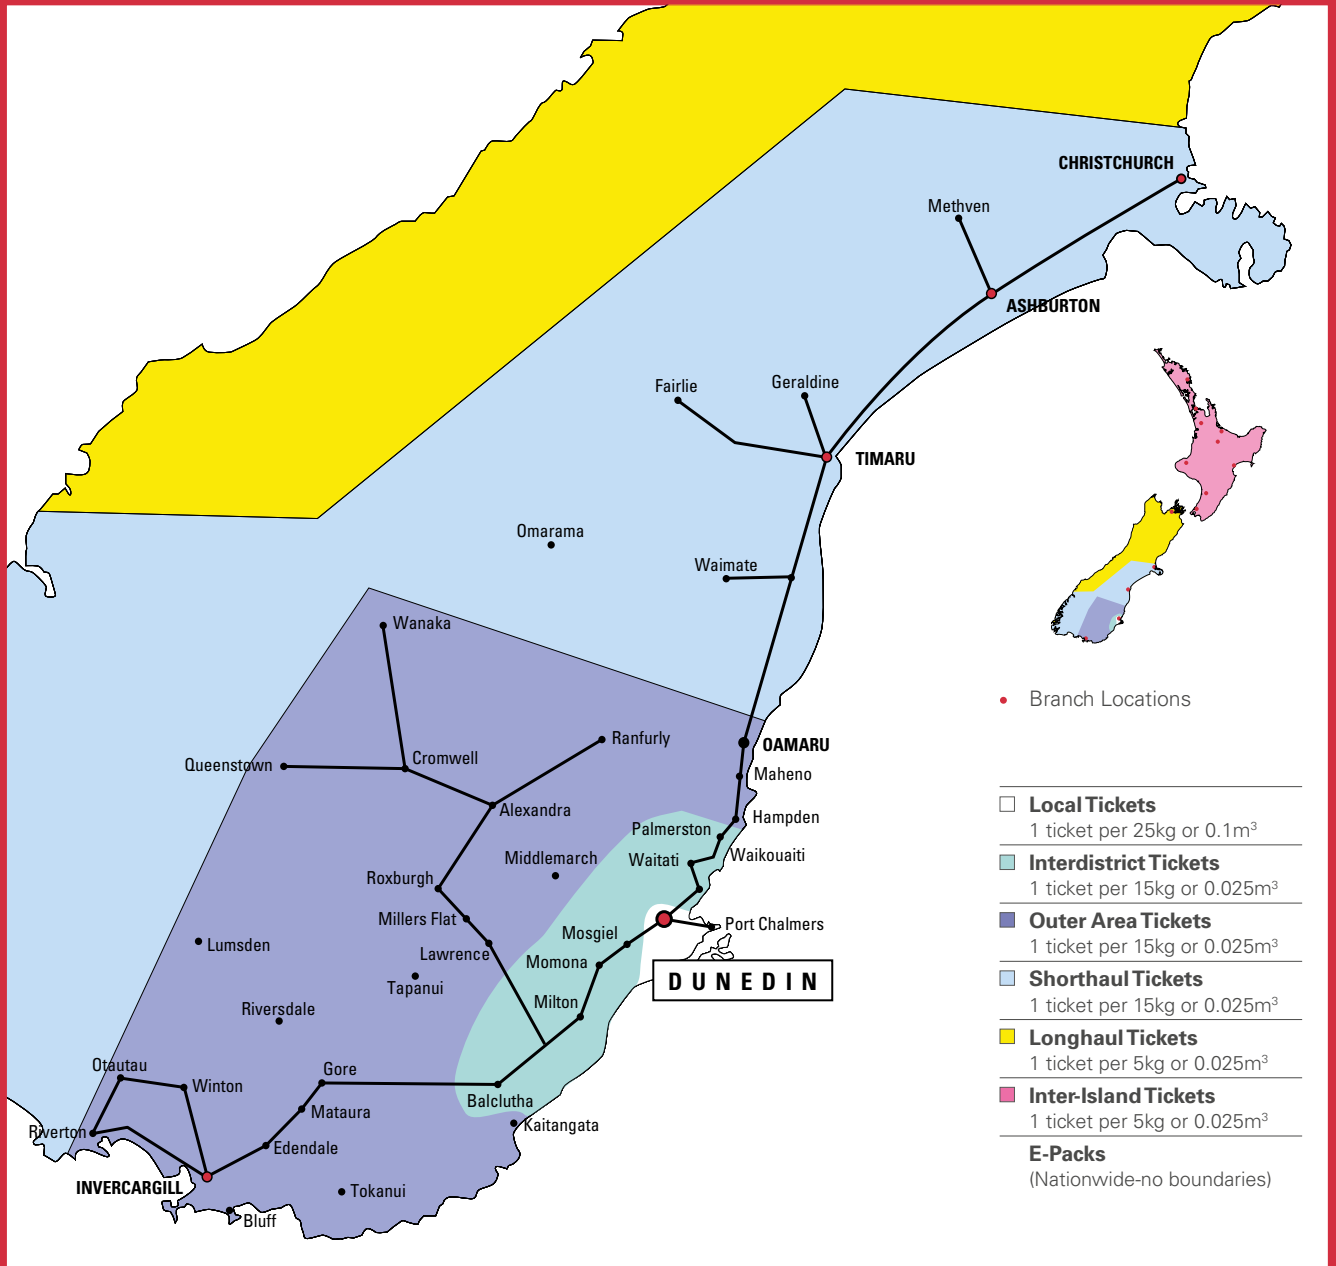 CHRISTCHURCH
Methven
ASHBURTON
Fairlie
Geraldine
TIMARU
Omarama
Waimate
Wanaka
Branch Locations
Queenstown
Cromwell
Ranfurly
OAMARU
Maheno
Alexandra
Hampden
Palmerston
Middlemarch
Waitati
Waikouaiti
Roxburgh
Millers Flat
Port Chalmers
Mosgiel
Lumsden
Lawrence
Momona
DUNEDIN
Tapanui
Milton
Riversdale
Otautau
Gore
Winton
Balclutha
Mataura
Kaitangata
Riverton
Edendale
INVERCARGILL
Tokanui
Bluff
Local Tickets
1 ticket per 25kg or 0.1m³
Interdistrict Tickets
1 ticket per 15kg or 0.025m³
Outer Area Tickets
1 ticket per 15kg or 0.025m³
Shorthaul Tickets
1 ticket per 15kg or 0.025m³
Longhaul Tickets
1 ticket per 5kg or 0.025m³
Inter-Island Tickets
1 ticket per 5kg or 0.025m³
E-Packs
(Nationwide-no boundaries)